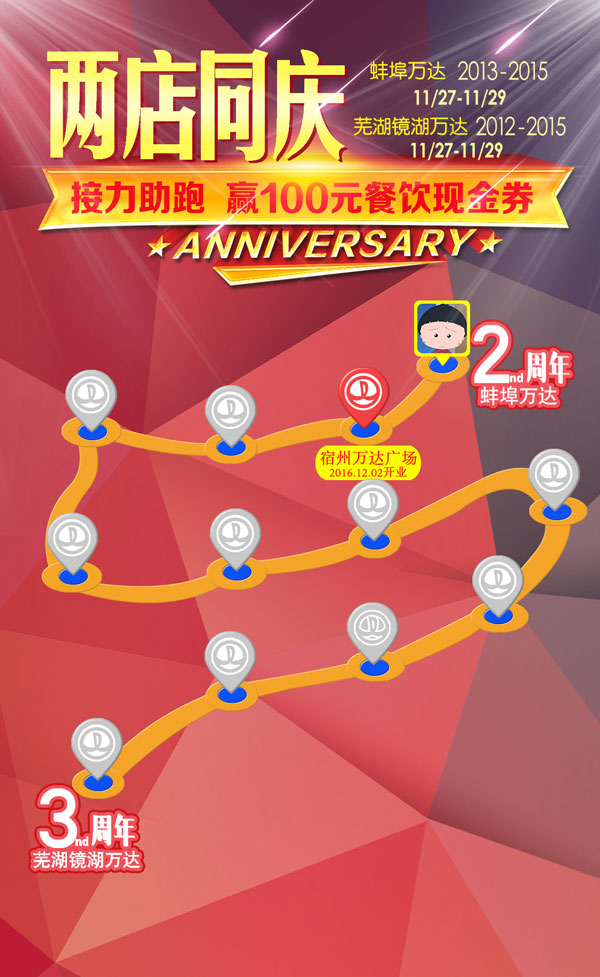 两店同庆
蚌埠万达 2013-2015
11/27-11/29
芜湖镜湖万达 2012-2015
11/27-11/29
接力助跑 赢100元餐饮现金券
ANNIVERSARY
2nd周年
蚌埠万达
宿州万达广场
2016.12.02开业
3nd周年
芜湖镜湖万达